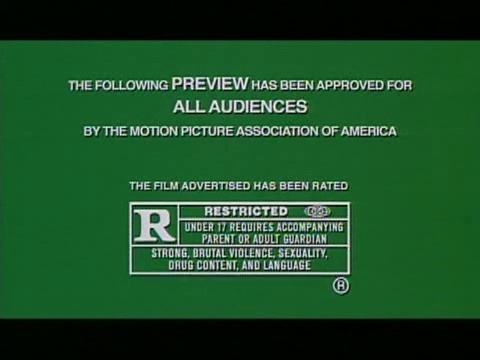 THE FOLLOWING PREVIEW HAS BEEN APPROVED FOR
ALL AUDIENCES
BY THE MOTION PICTURE ASSOCIATION OF AMERICA
THE FILM ADVERTISED HAS BEEN RATED
R RESTRICTED
UNDER 17 REQUIRES ACCOMPANYING
PARENT OR ADULT GUARDIAN
STRONG, BRUTAL VIOLENCE, SEXUALITY,
DRUG CONTENT, AND LANGUAGE
®